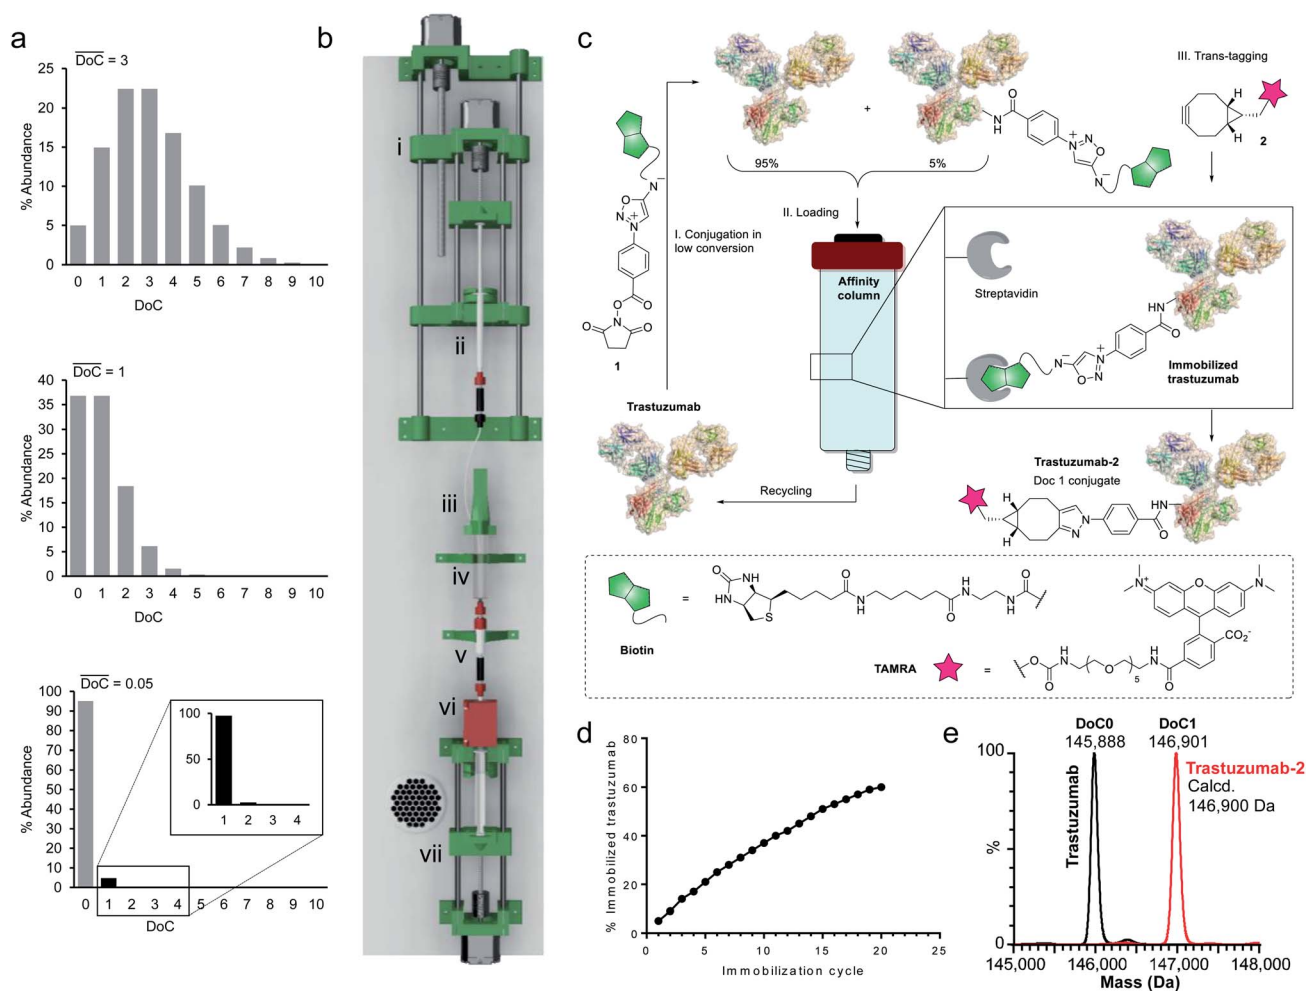 a
DoC = 3
% Abundance
25
20
15
10
5
0
0 1 2 3 4 5 6 7 8 9 10
DoC
DoC = 1
% Abundance
40
35
30
25
20
15
10
5
0
0 1 2 3 4 5 6 7 8 9 10
DoC
DoC = 0.05
% Abundance
100
90
80
70
60
50
40
30
20
10
0
0 1 2 3 4 5 6 7 8 9 10
DoC
100
50
0
1 2 3 4
b
i
ii
iii
iv
v
vi
vii
c
I. Conjugation in
low conversion
N−
N
O
N+
O
O
O
N
O
1
+
95%
5%
II. Loading
O
NH
N+
N
O
N−
III. Trans-tagging
H
H
2
Affinity
column
Streptavidin
HN
O
N−
N+
O
N
Immobilized
trastuzumab
Trastuzumab
Recycling
Trastuzumab-2
Doc 1 conjugate
H
H
N
N
HN
O
Biotin
=
O
NH
HN
H
H
S
O
N
H
O
H
N
N
H
O
TAMRA
=
O
O
H
N
O
5
H
N
O
N+
O
N
CO2-
d
% Immobilized trastuzumab
80
60
40
20
0
0 5 10 15 20 25
Immobilization cycle
e
DoC0
145,888
DoC1
146,901
Trastuzumab
Trastuzumab-2
Calcd.
146,900 Da
100
%
0
145,000 146,000 147,000 148,000
Mass (Da)